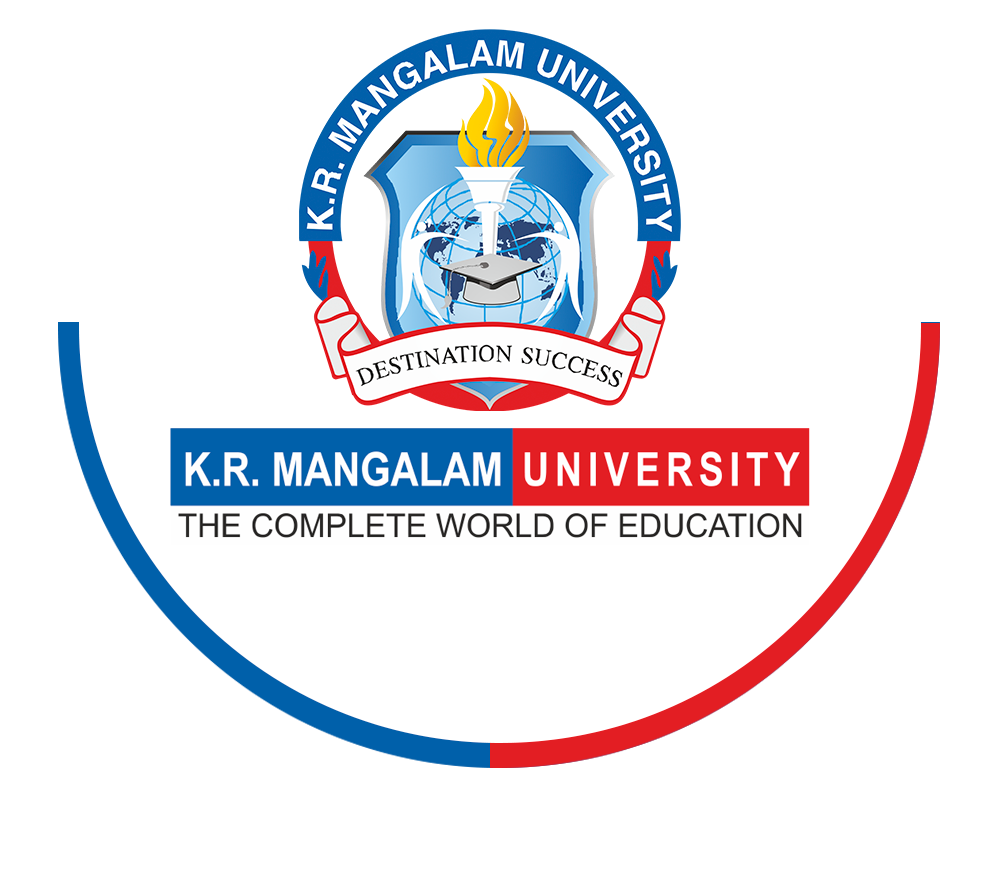 K.R. MANGALAM UNIVERSITY
DESTINATION SUCCESS
K.R. MANGALAM UNIVERSITY
THE COMPLETE WORLD OF EDUCATION